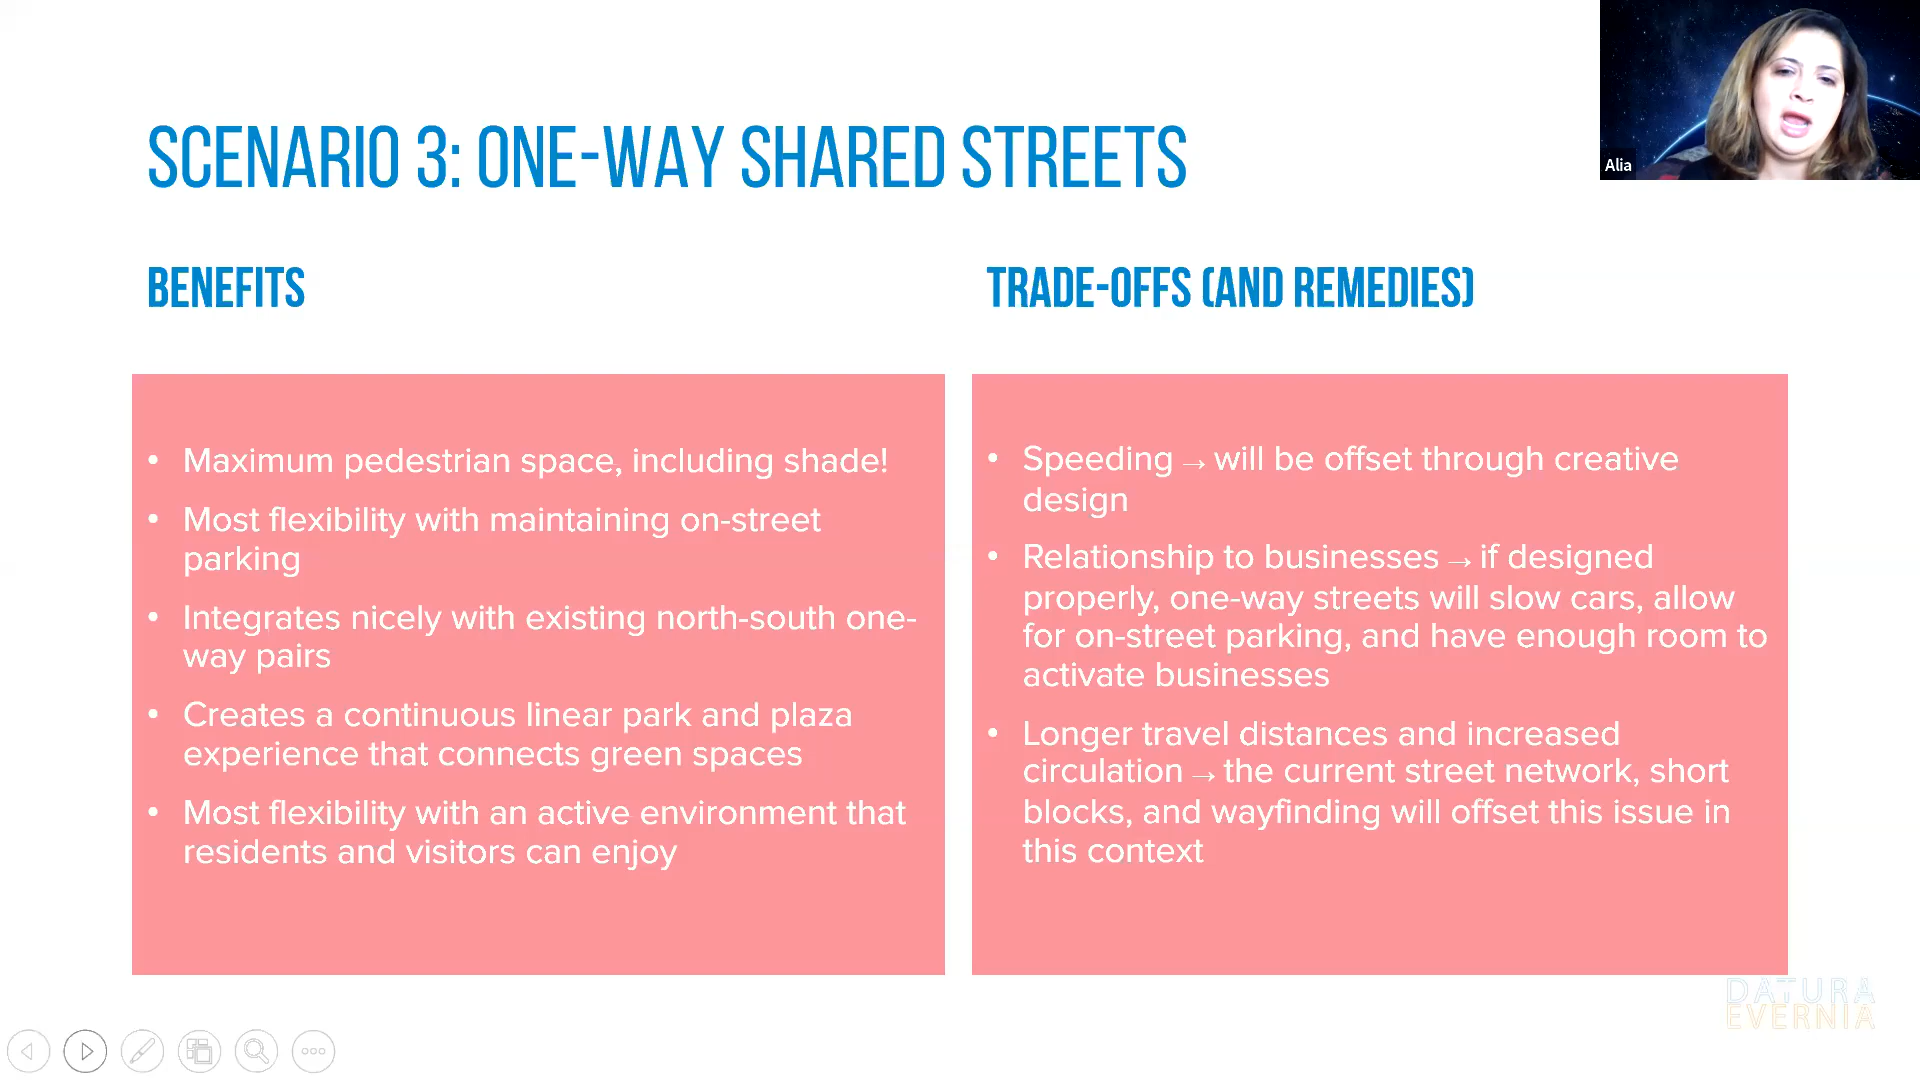 Alia
SCENARIO 3: ONE-WAY SHARED STREETS
BENEFITS
• Maximum pedestrian space, including shade!
• Most flexibility with maintaining on-street
parking
• Integrates nicely with existing north-south one-
way pairs
• Creates a continuous linear park and plaza
experience that connects green spaces
• Most flexibility with an active environment that
residents and visitors can enjoy
TRADE-OFFS (AND REMEDIES)
• Speeding → will be offset through creative
design
• Relationship to businesses → if designed
properly, one-way streets will slow cars, allow
for on-street parking, and have enough room to
activate businesses
• Longer travel distances and increased
circulation → the current street network, short
blocks, and wayfinding will offset this issue in
this context
DATURA
EVERNIA